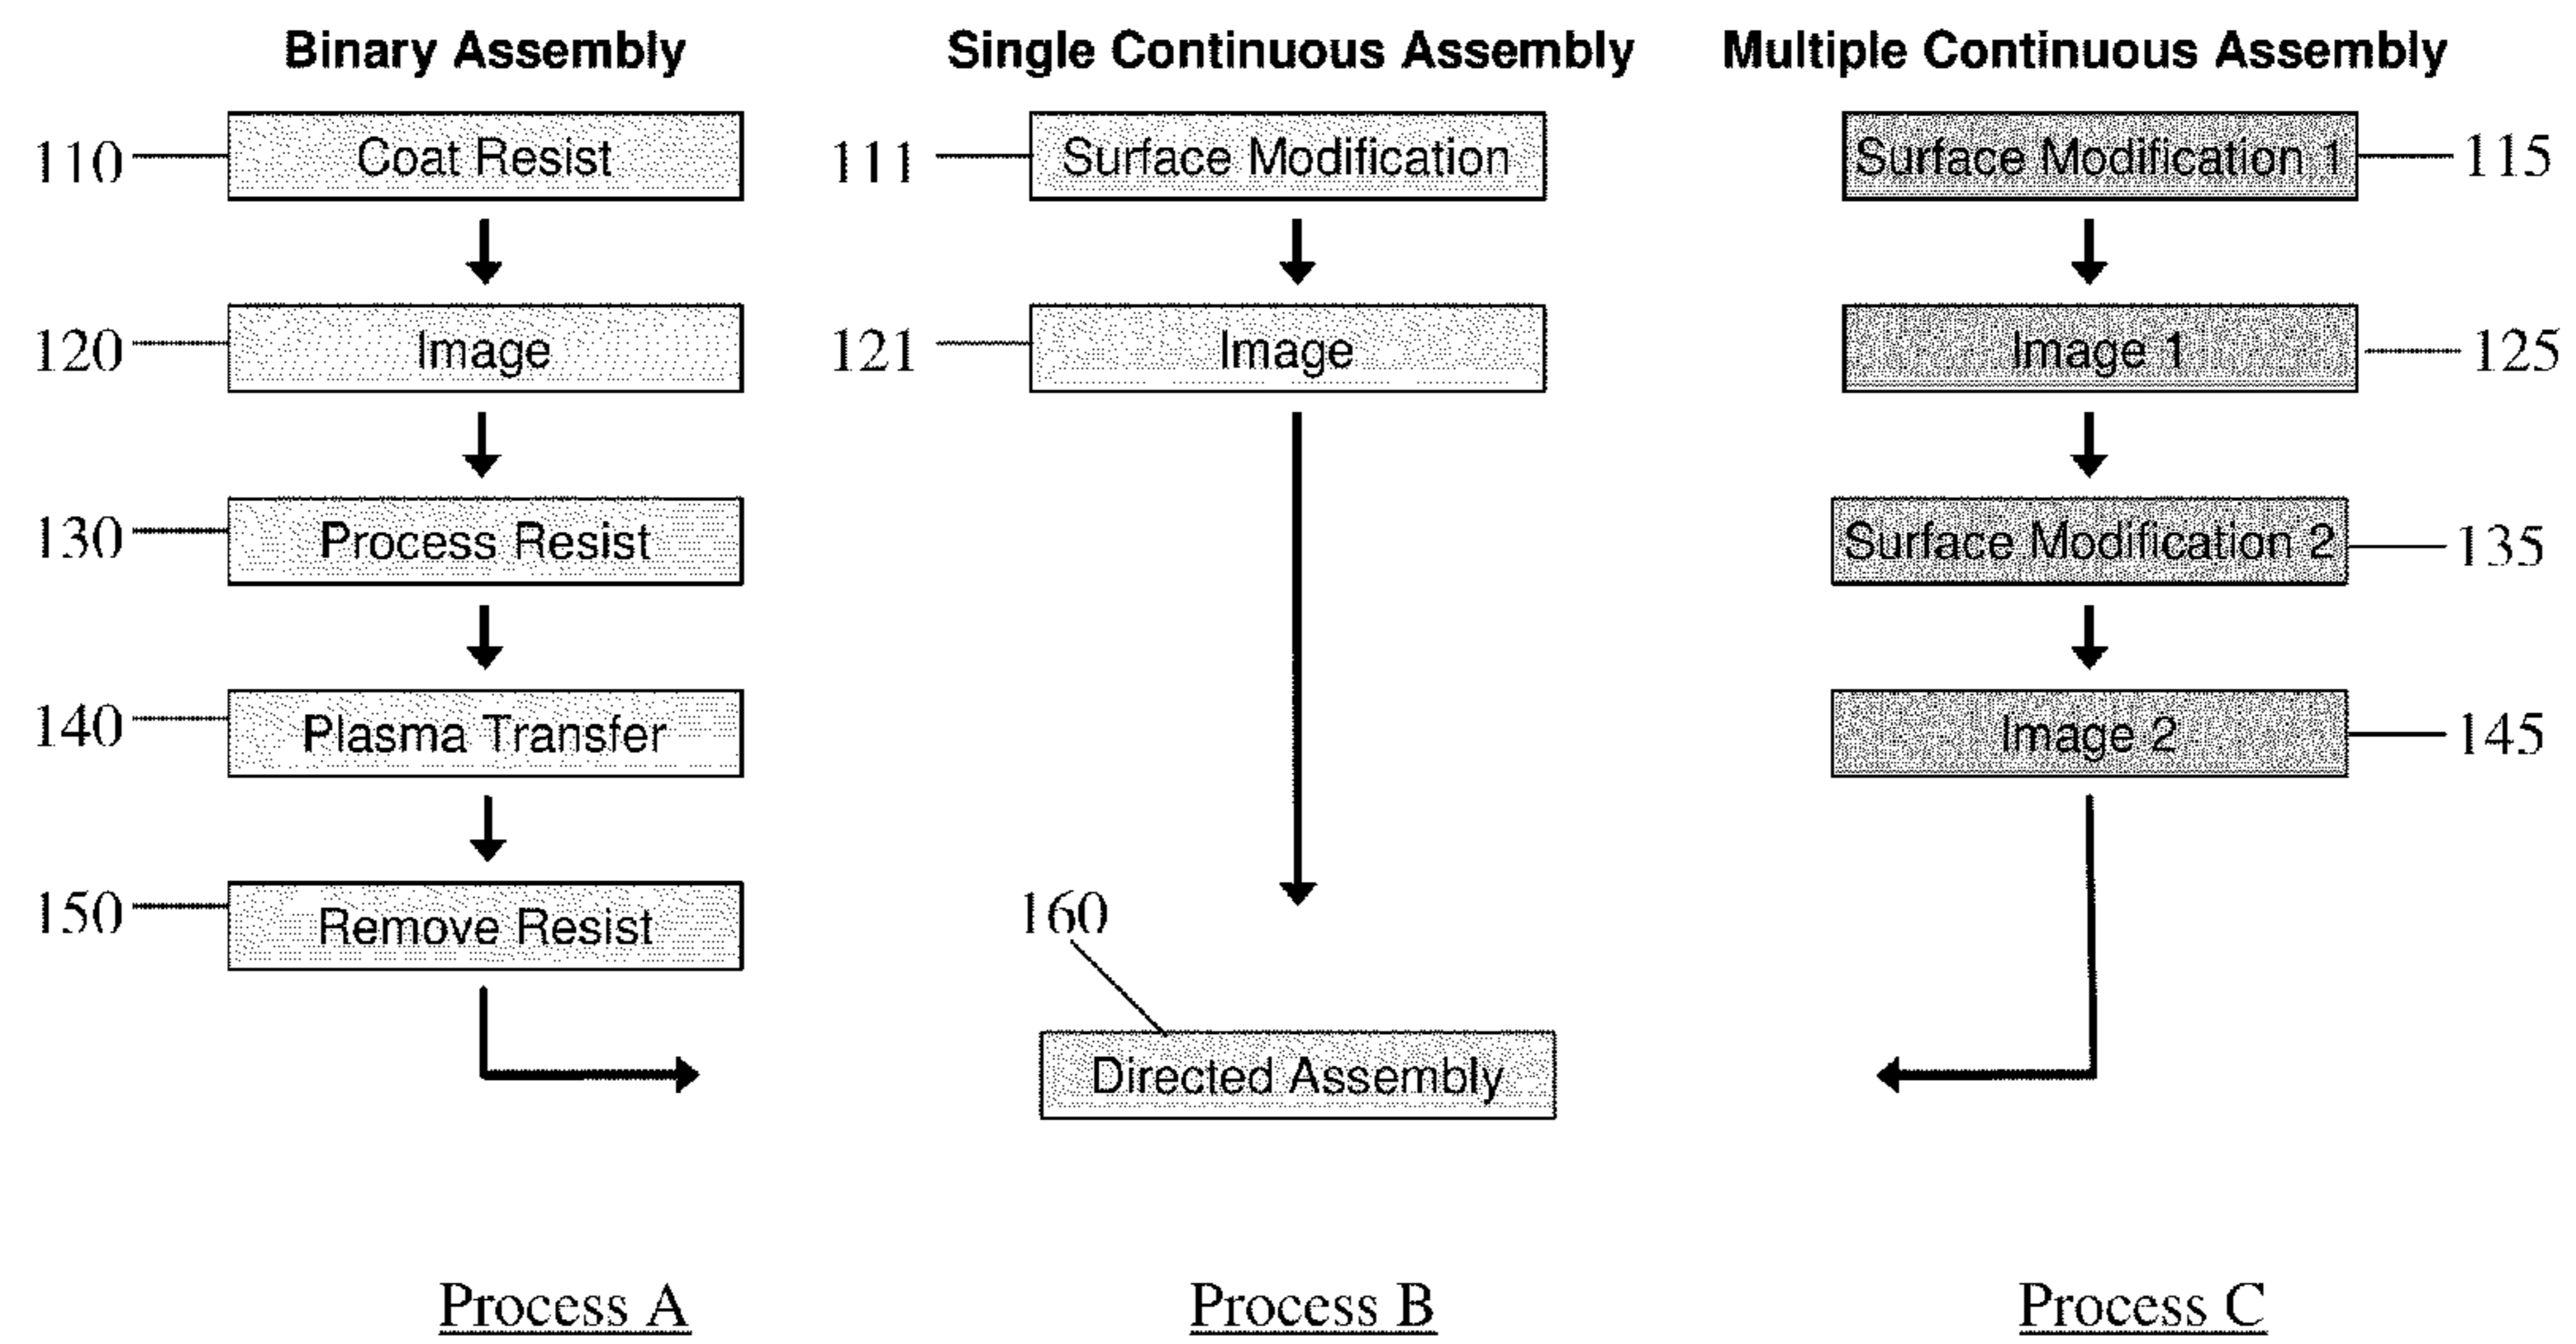 Binary Assembly
110
Coat Resist
120
Image
130
Process Resist
140
Plasma Transfer
150
Remove Resist
Process A
Single Continuous Assembly
111
Surface Modification
121
Image
160
Directed Assembly
Process B
Multiple Continuous Assembly
Surface Modification 1
115
Image 1
125
Surface Modification 2
135
Image 2
145
Process C